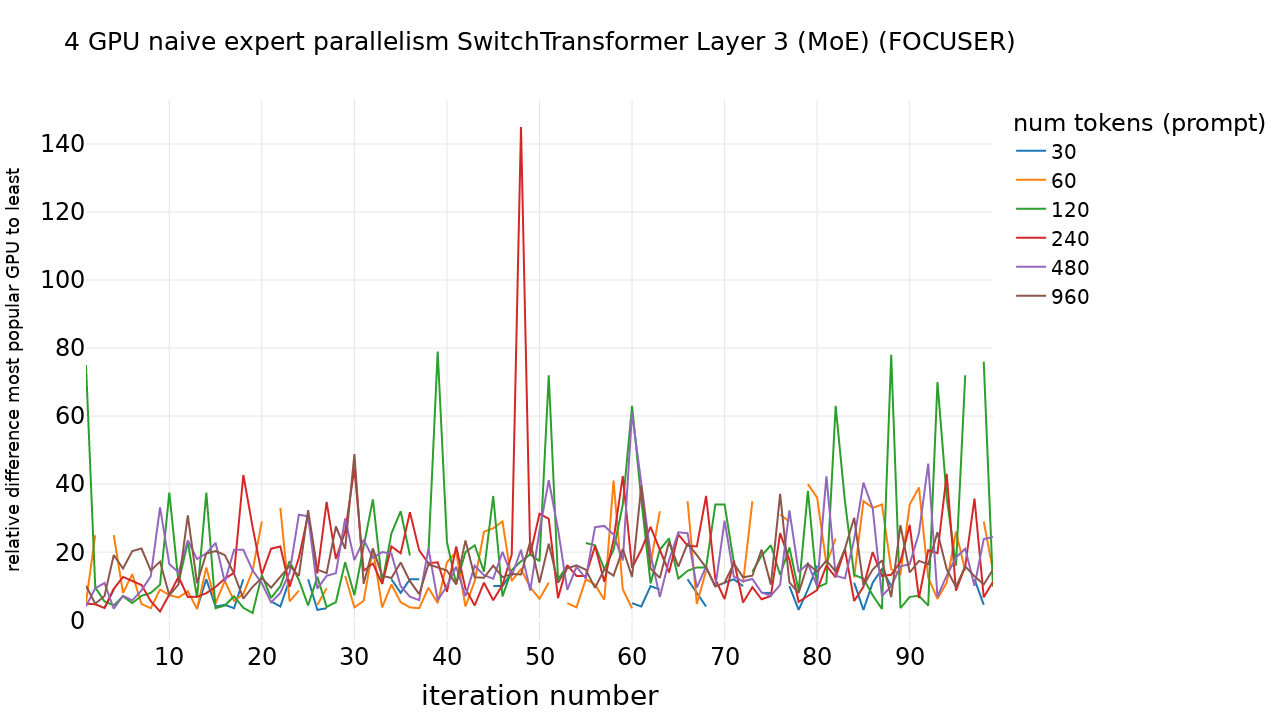 4 GPU naive expert parallelism SwitchTransformer Layer 3 (MoE) (FOCUSER)
relative difference most popular GPU to least
140
120
100
80
60
40
20
0
10 20 30 40 50 60 70 80 90
iteration number
num tokens (prompt)
30
60
120
240
480
960